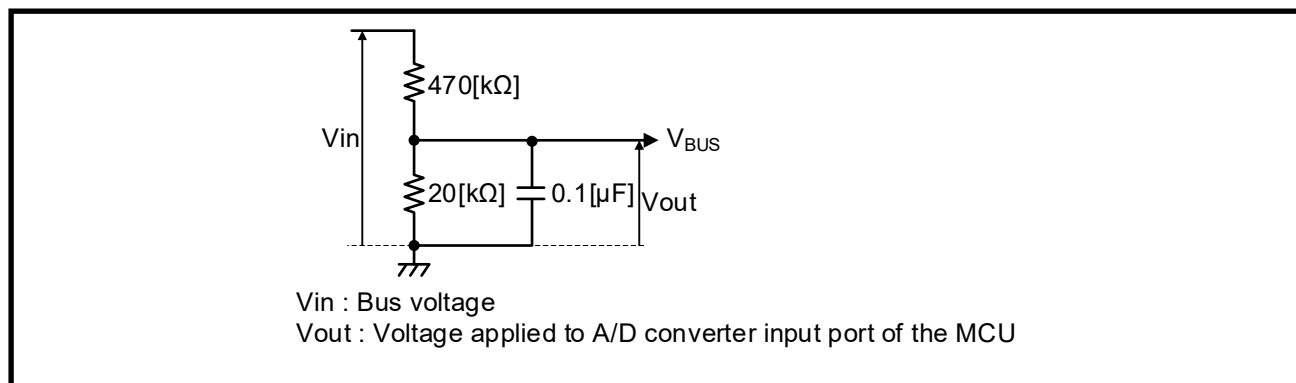 470[kΩ]
Vin
V_BUS
20[kΩ]
0.1[µF]
Vout
Vin : Bus voltage
Vout : Voltage applied to A/D converter input port of the MCU